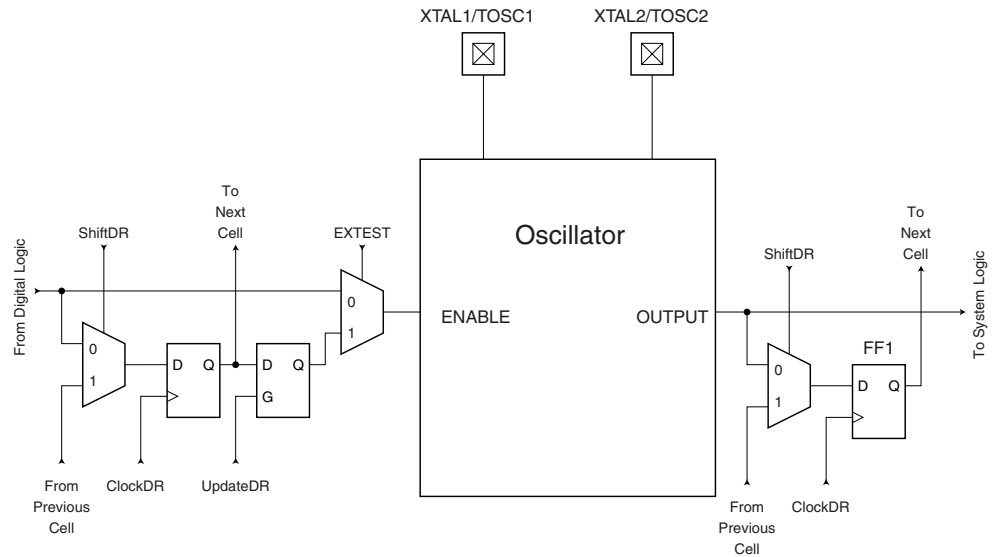 XTAL1/TOSC1
XTAL2/TOSC2
From Digital Logic
ShiftDR
To
Next
Cell
EXTEST
Oscillator
ENABLE
OUTPUT
ShiftDR
To
Next
Cell
To System Logic
0
1
D Q
D Q
G
0
1
0
1
FF1
D Q
From
Previous
Cell
ClockDR
UpdateDR
From
Previous
Cell
ClockDR